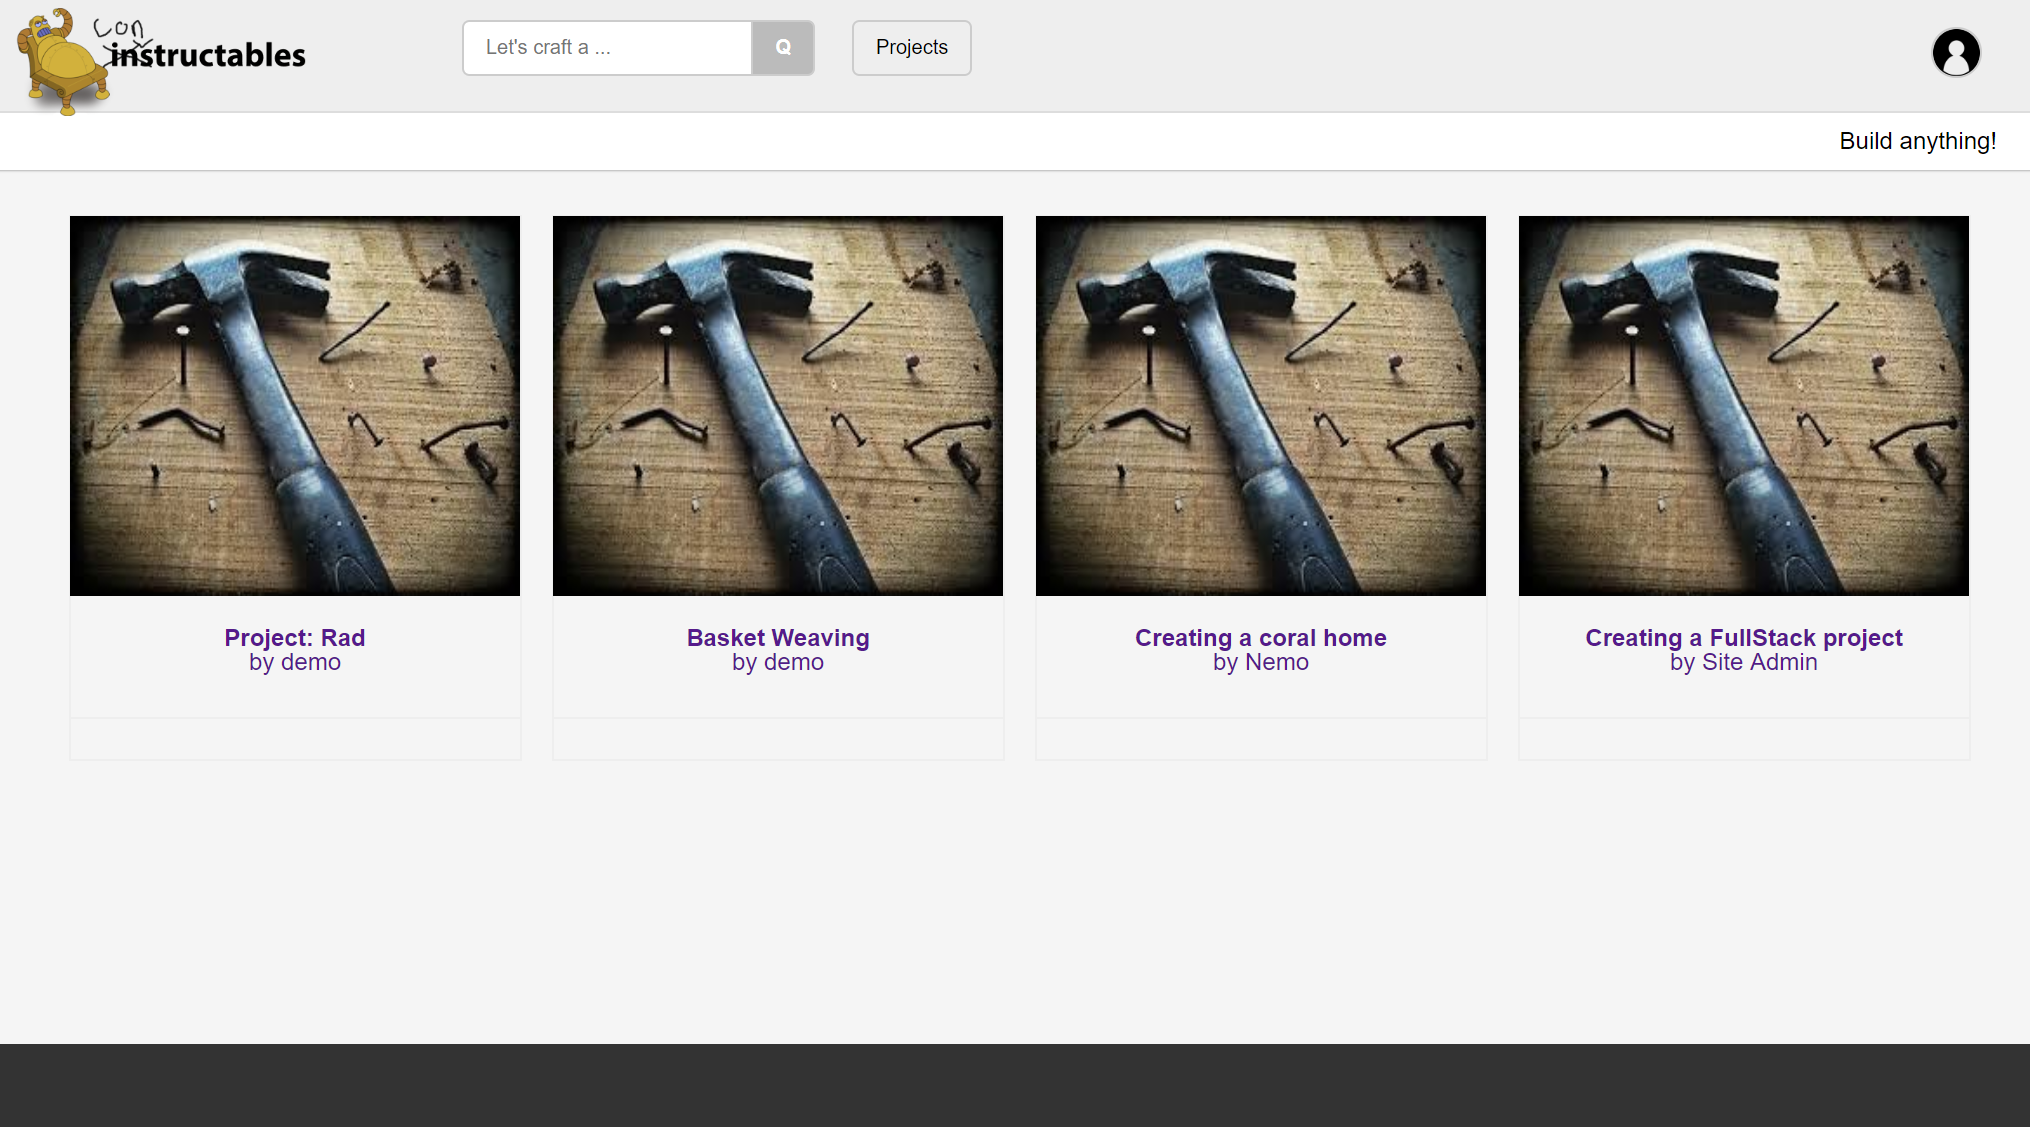 Con
instructables
Let's craft a ...
Q
Projects
Build anything!
Project: Rad
by demo
Basket Weaving
by demo
Creating a coral home
by Nemo
Creating a FullStack project
by Site Admin